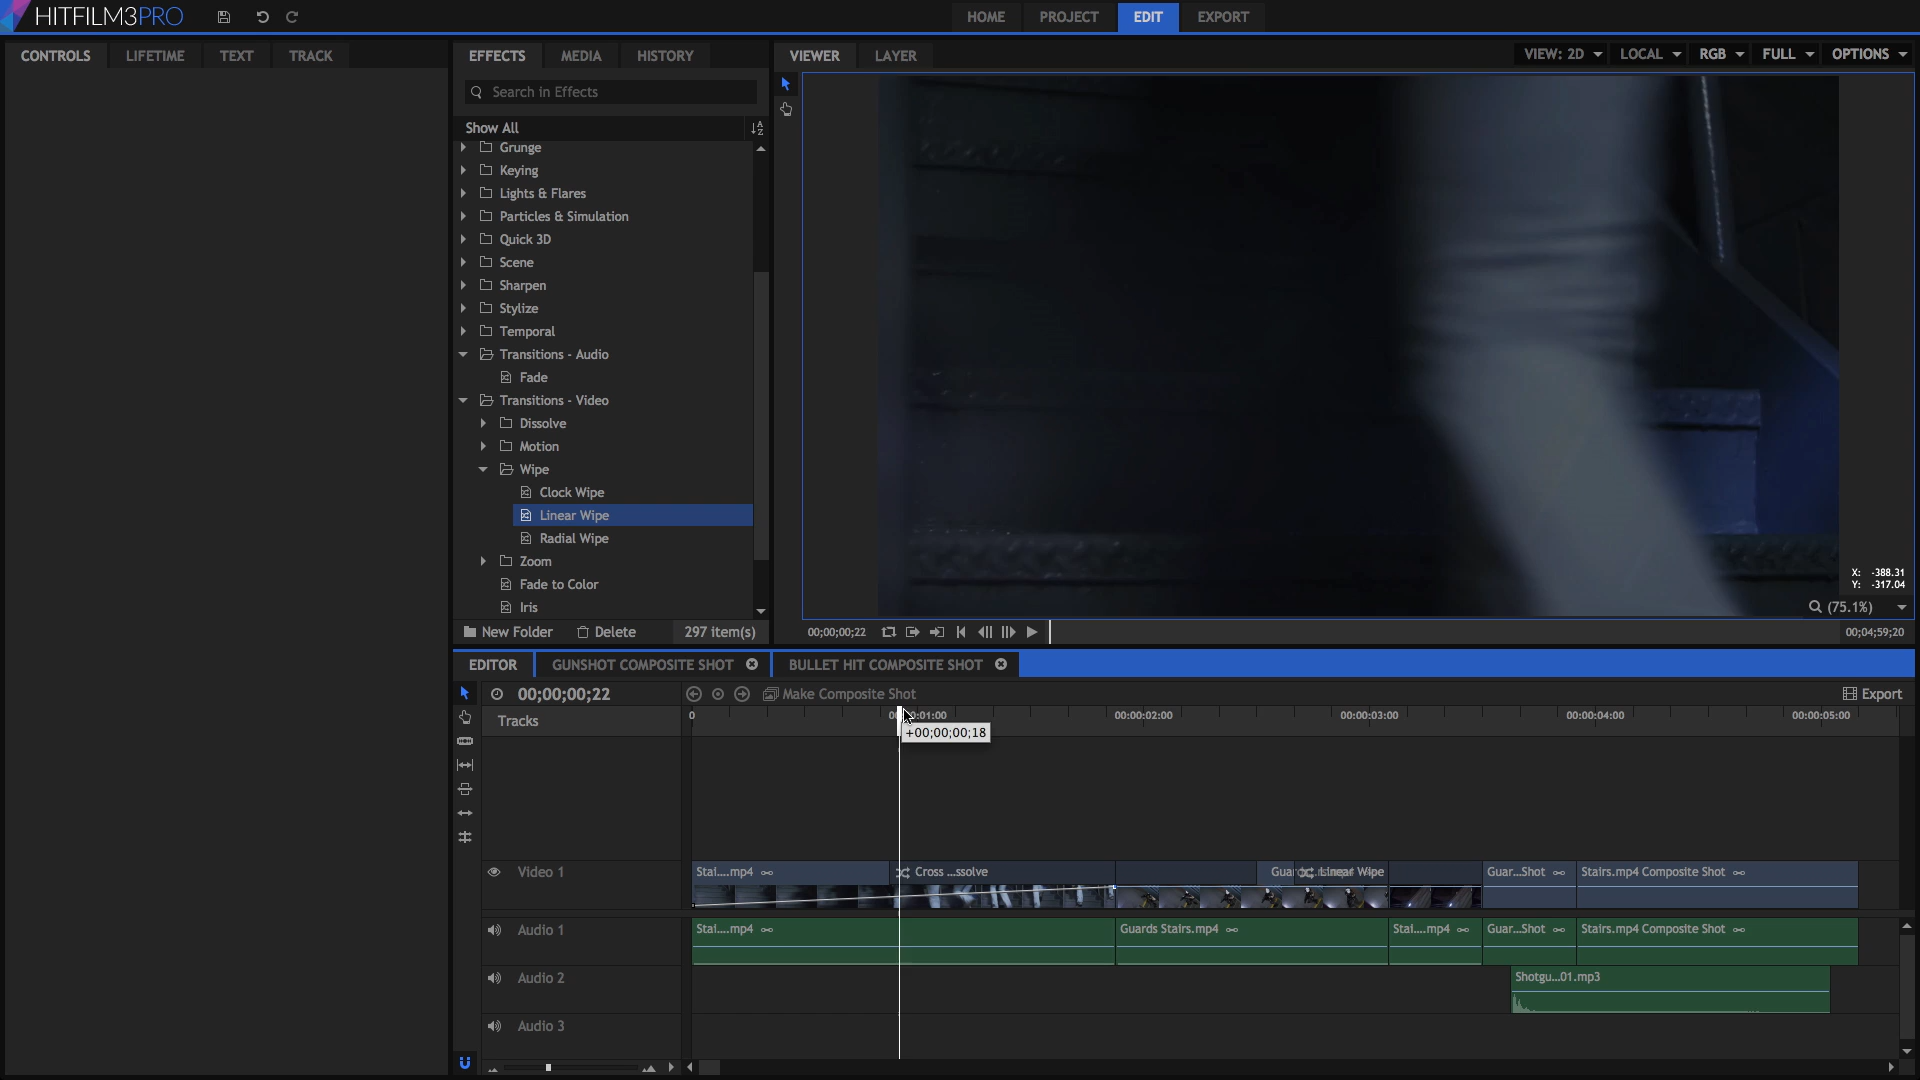 HITFILM3PRO
HOME PROJECT EDIT EXPORT
CONTROLS LIFETIME TEXT TRACK
EFFECTS MEDIA HISTORY
VIEWER LAYER
VIEW: 2D LOCAL RGB FULL OPTIONS
Search in Effects
Show All
Grunge
Keying
Lights & Flares
Particles & Simulation
Quick 3D
Scene
Sharpen
Stylize
Temporal
Transitions - Audio
Fade
Transitions - Video
Dissolve
Motion
Wipe
Clock Wipe
Linear Wipe
Radial Wipe
Zoom
Fade to Color
Iris
New Folder Delete 297 item(s)
X: -388.31
Y: -317.04
(75.1%)
00;00;00;22
00;04;59;20
EDITOR GUNSHOT COMPOSITE SHOT BULLET HIT COMPOSITE SHOT
00;00;00;22
Make Composite Shot
Export
Tracks
0 00:00:02:00 00:00:03:00 00:00:04:00 00:00:05:00
+00;00;00;18
Video 1
Stai....mp4 Cross ...ssolve Linear Wipe Guar...Shot Stairs.mp4 Composite Shot
Audio 1
Stai....mp4 Guards Stairs.mp4 Stai....mp4 Guar...Shot Stairs.mp4 Composite Shot
Audio 2
Shotgu...01.mp3
Audio 3